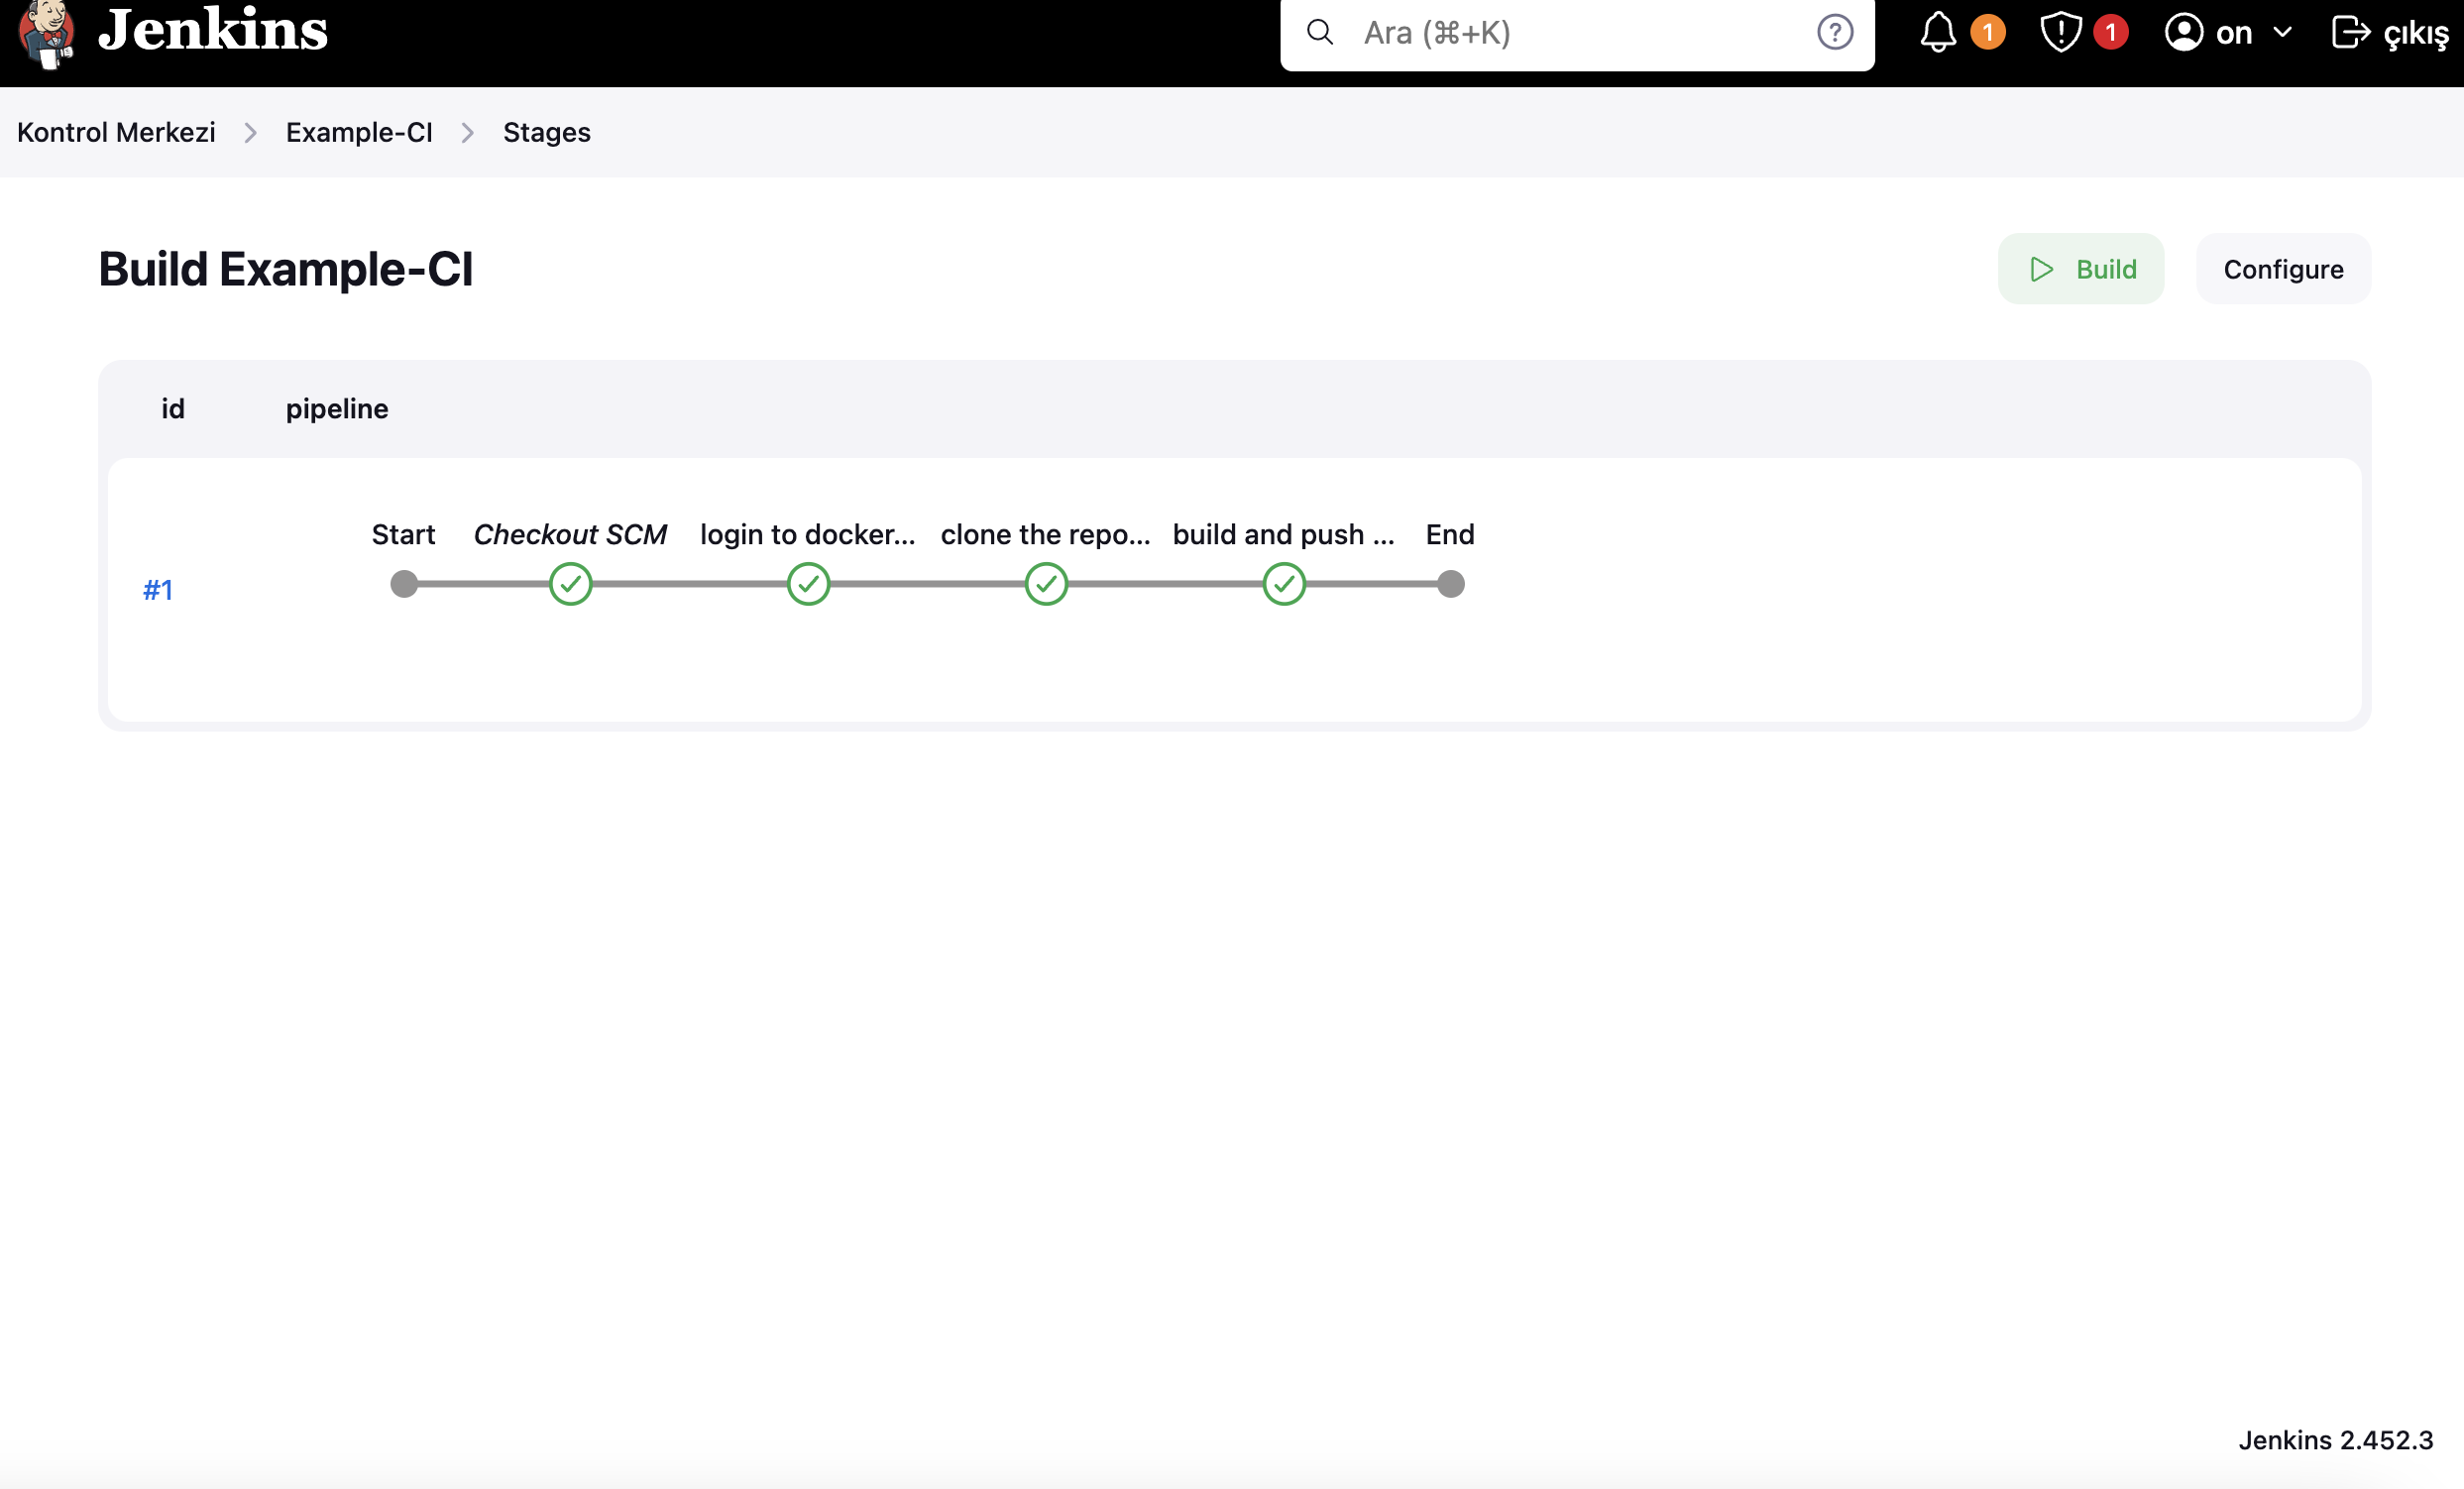 Jenkins
Ara (⌘+K)
?
1
1
on
çıkış
Kontrol Merkezi
Example-CI
Stages
Build Example-CI
Build
Configure
id
pipeline
Start
Checkout SCM
login to docker...
clone the repo...
build and push ...
End
#1
Jenkins 2.452.3